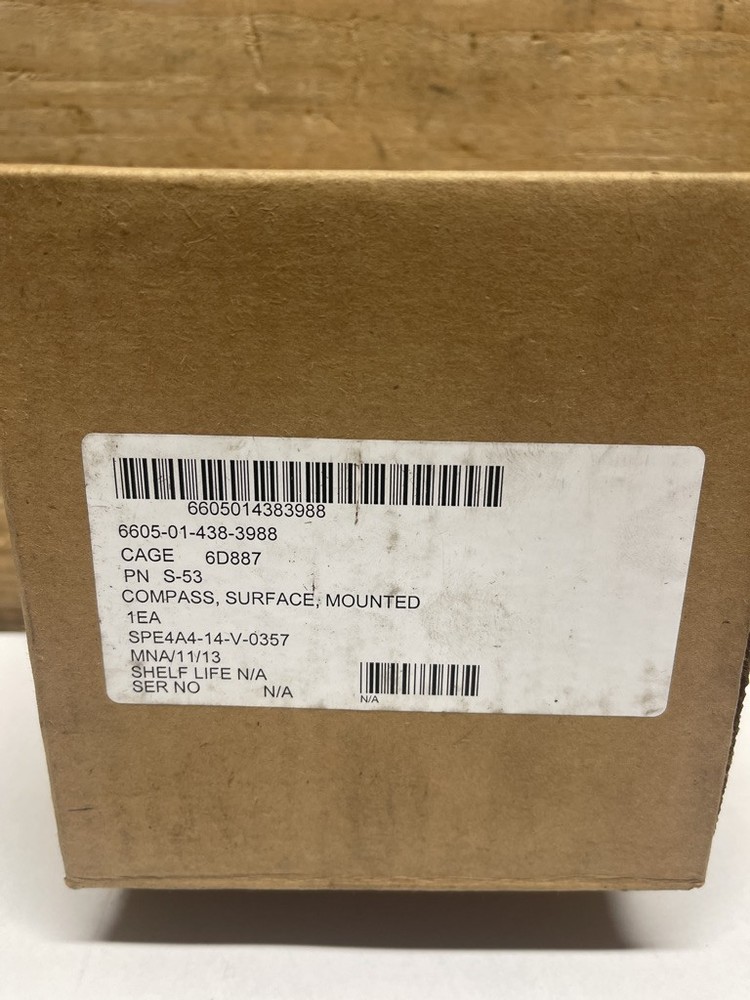 6605014383988
6605-01-438-3988
CAGE 6D887
PN S-53
COMPASS, SURFACE, MOUNTED
1EA
SPE4A4-14-V-0357
MNA/11/13
SHELF LIFE N/A
SER NO N/A
N/A